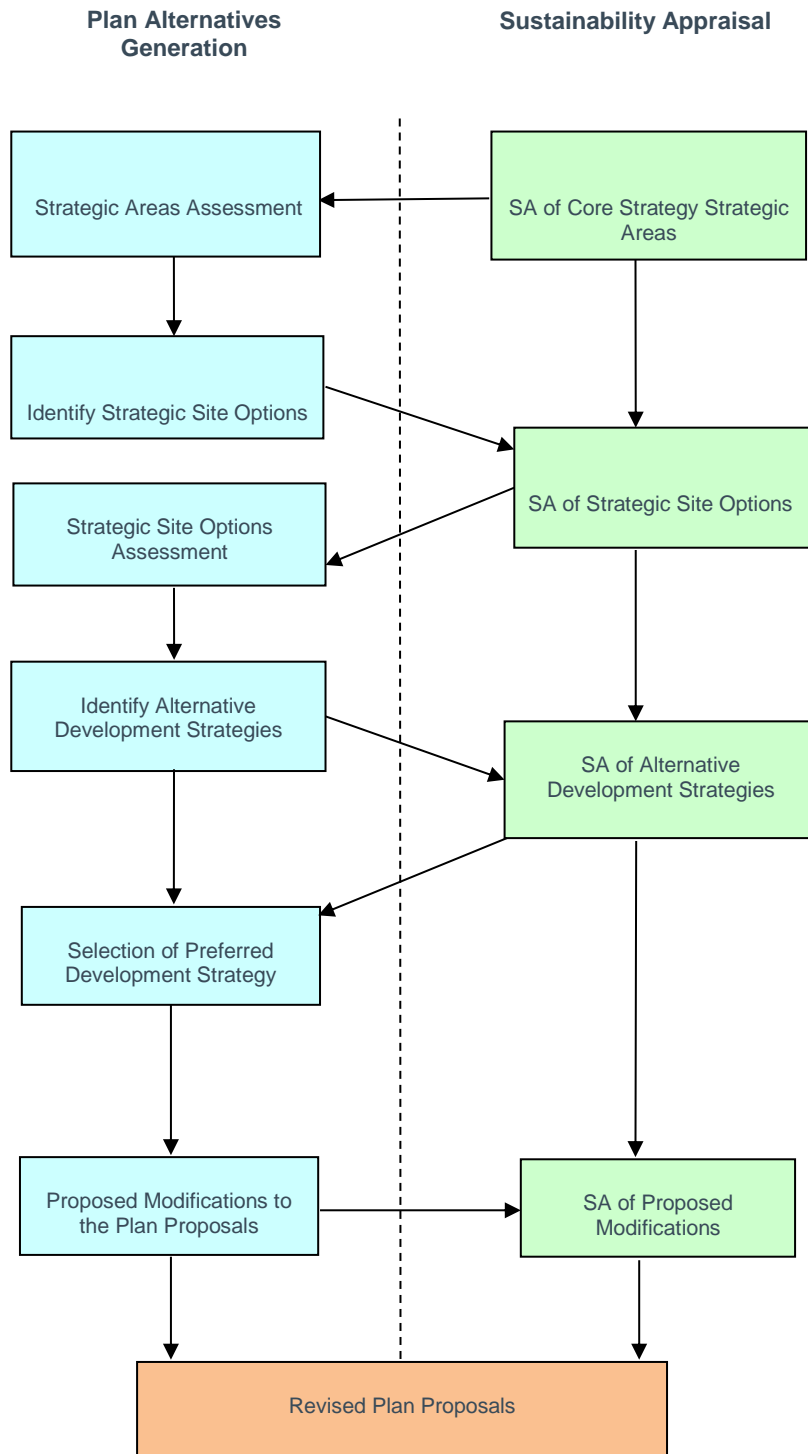 Plan Alternatives
Generation
Sustainability Appraisal
Strategic Areas Assessment
SA of Core Strategy Strategic
Areas
Identify Strategic Site Options
SA of Strategic Site Options
Strategic Site Options
Assessment
Identify Alternative
Development Strategies
SA of Alternative
Development Strategies
Selection of Preferred
Development Strategy
Proposed Modifications to
the Plan Proposals
SA of Proposed
Modifications
Revised Plan Proposals